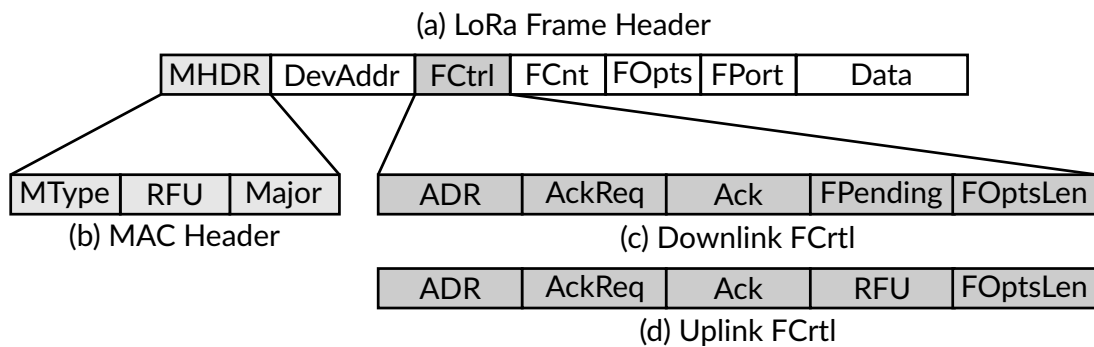 (a) LoRa Frame Header
MHDR DevAddr FCtrl FCnt FOpts FPort Data
MType RFU Major
(b) MAC Header
ADR AckReq Ack FPending FOptsLen
(c) Downlink FCrtl
ADR AckReq Ack RFU FOptsLen
(d) Uplink FCrtl